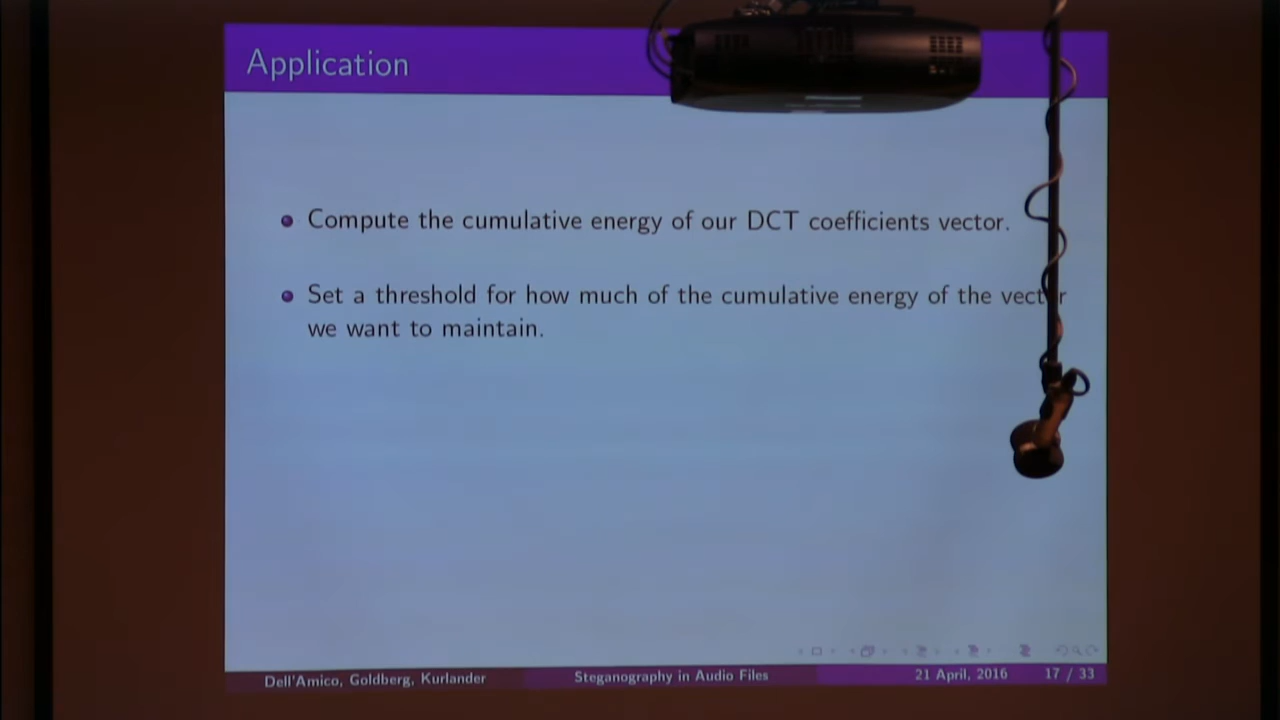 Application
Compute the cumulative energy of our DCT coefficients vector.
Set a threshold for how much of the cumulative energy of the vector
we want to maintain.
Dell'Amico, Goldberg, Kurlander Steganography in Audio Files 21 April, 2016 17 / 33